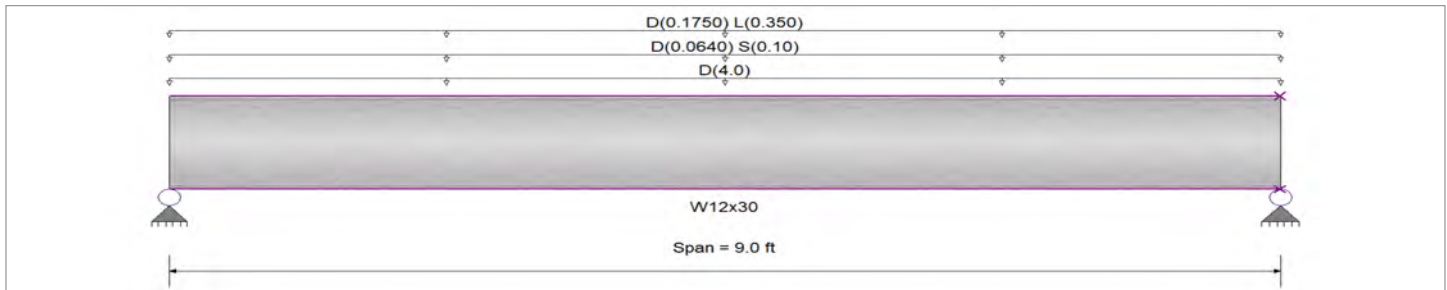 D(0.1750) L(0.350)
D(0.0640) S(0.10)
D(4.0)
W12x30
Span = 9.0 ft